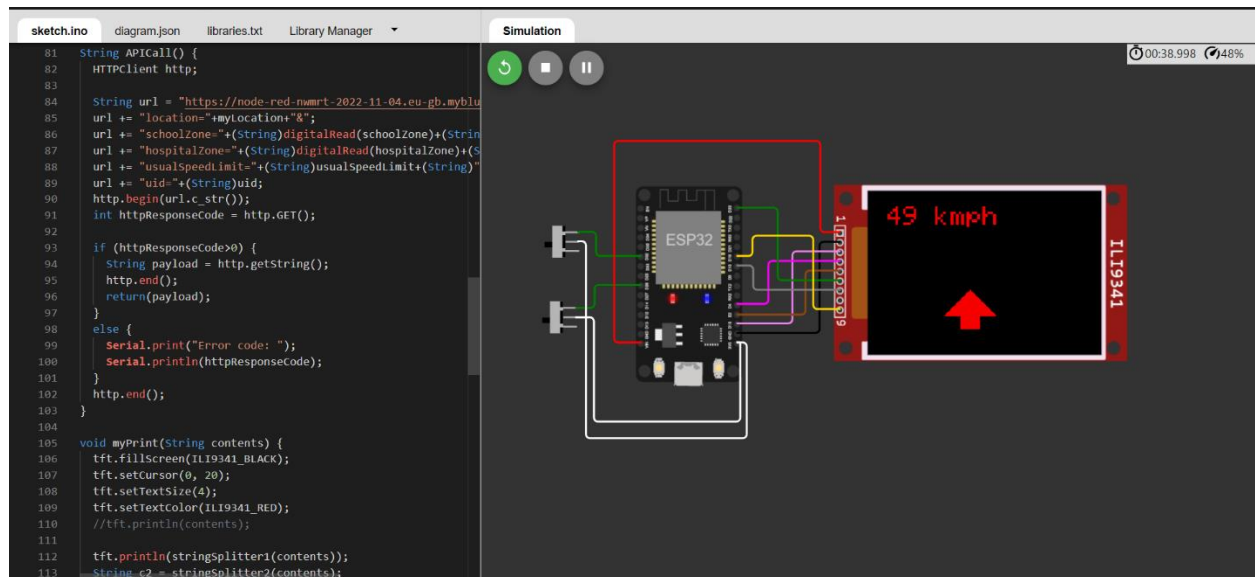 sketch.ino diagram.json libraries.txt Library Manager
Simulation
00:38.998 48%
81 String APICall() {
82 HTTPClient http;
83
84 String url = "https://node-red-nwmrt-2022-11-04.eu-gb.myblu
85 url += "location="+myLocation+"&";
86 url += "schoolZone="+(String)digitalRead(schoolZone)+(Strin
87 url += "hospitalZone="+(String)digitalRead(hospitalZone)+(S
88 url += "usualSpeedLimit="+(String)usualSpeedLimit+(String)"
89 url += "uid="+(String)uid;
90 http.begin(url.c_str());
91 int httpResponseCode = http.GET();
92
93 if (httpResponseCode>0) {
94 String payload = http.getString();
95 http.end();
96 return(payload);
97 }
98 else {
99 Serial.print("Error code: ");
100 Serial.println(httpResponseCode);
101 }
102 http.end();
103 }
104
105 void myPrint(String contents) {
106 tft.fillScreen(ILI9341_BLACK);
107 tft.setCursor(0, 20);
108 tft.setTextSize(4);
109 tft.setTextColor(ILI9341_RED);
110 //tft.println(contents);
111
112 tft.println(stringSplitter1(contents));
113 String c2 = stringSplitter2(contents);
ESP32
1
9
49 kmph
ILI9341